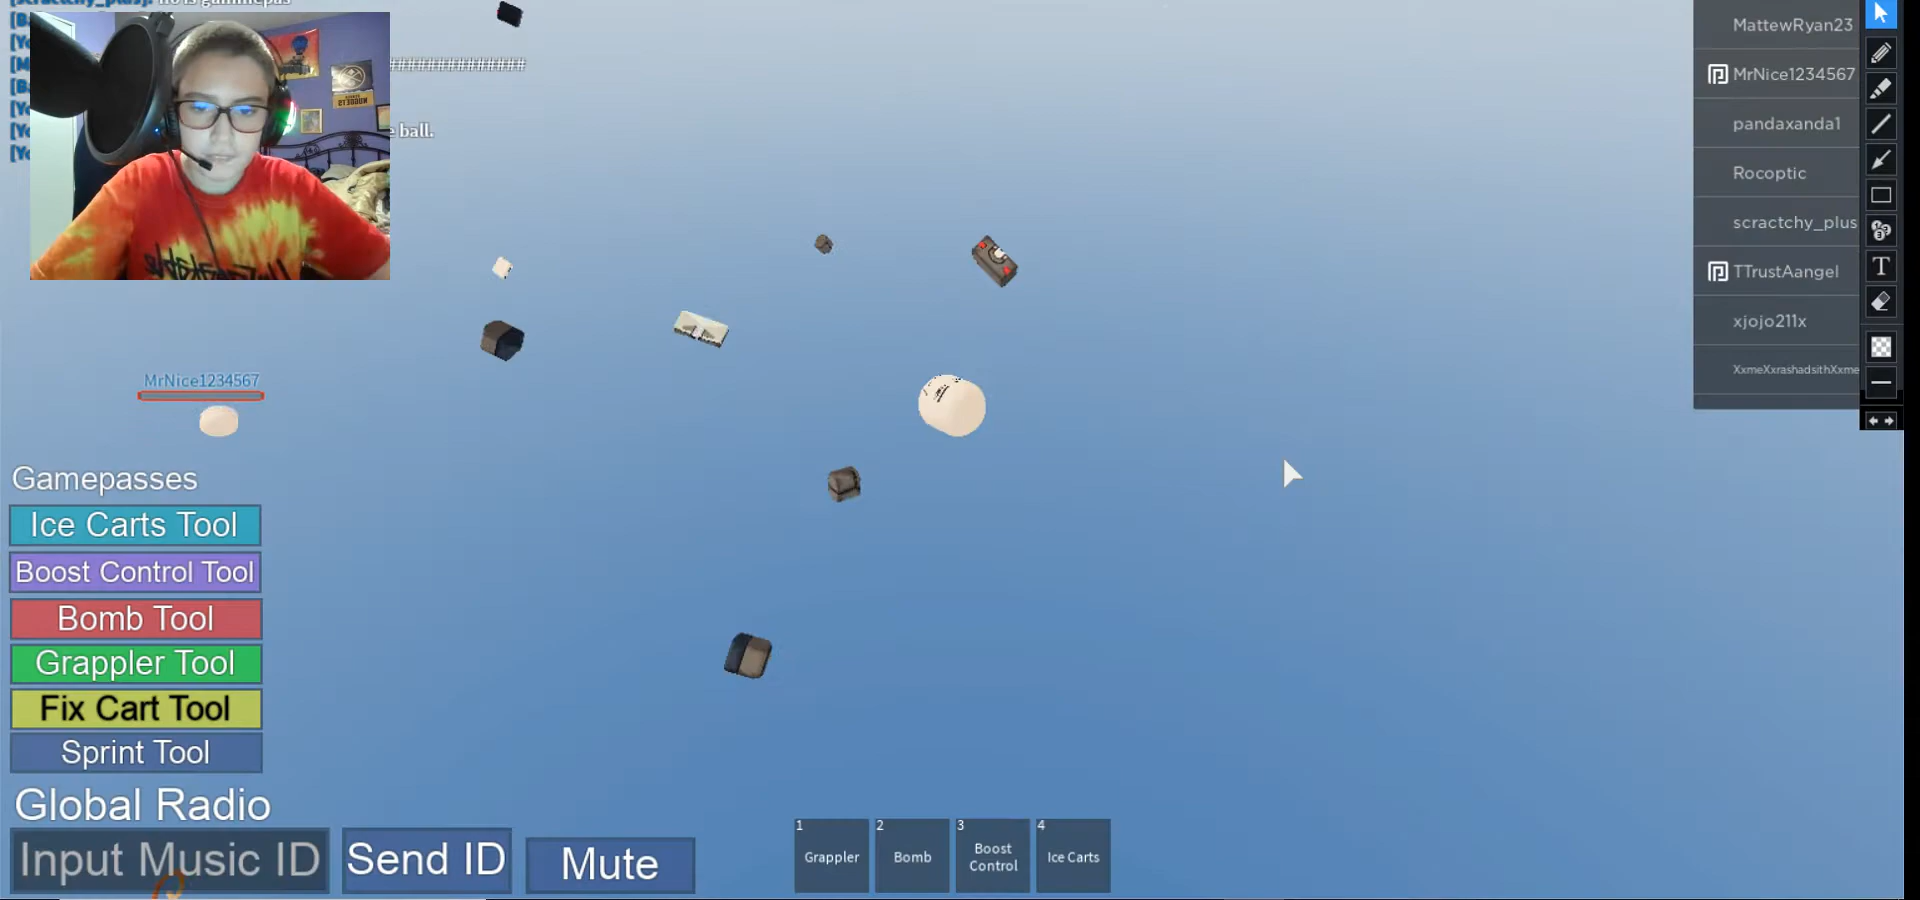 ##############
ball.
MattewRyan23
MrNice1234567
pandaxanda1
Rocoptic
scractchy_plus
TTrustAangel
xjojo211x
XxmeXxrashadsithXxme
MrNice1234567
Gamepasses
Ice Carts Tool
Boost Control Tool
Bomb Tool
Grappler Tool
Fix Cart Tool
Sprint Tool
Global Radio
Input Music ID
Send ID
Mute
1
Grappler
2
Bomb
3
Boost
Control
4
Ice Carts
T